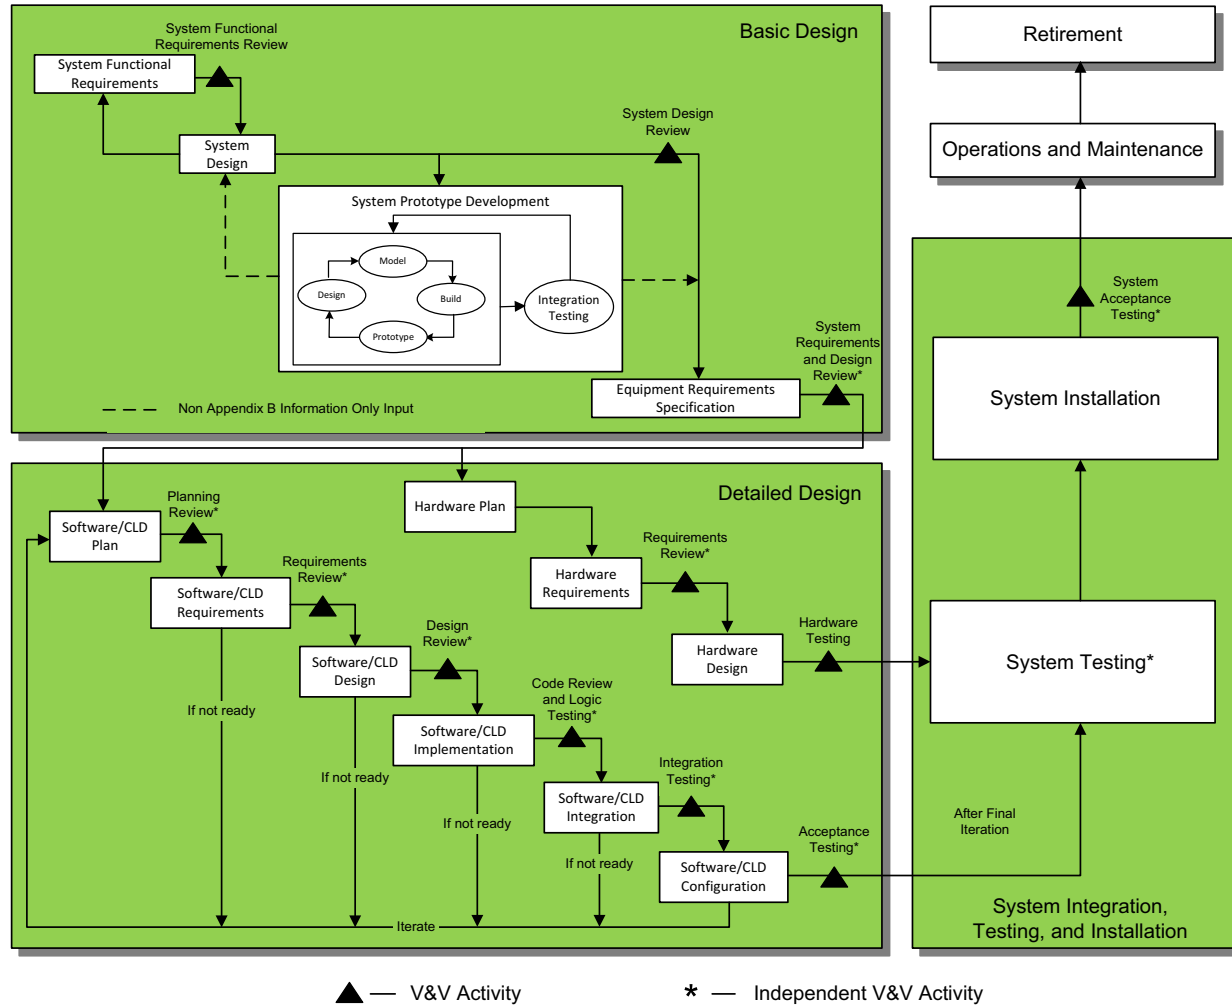 System Functional
Requirements Review
Basic Design
System Functional
Requirements
System Design
Review
System
Design
System Prototype Development
Model
Design
Build
Prototype
Integration
Testing
System
Requirements
and Design
Review*
Equipment Requirements
Specification
Non Appendix B Information Only Input
Retirement
Operations and Maintenance
System
Acceptance
Testing*
System Installation
System Testing*
After Final
Iteration
System Integration,
Testing, and Installation
Detailed Design
Software/CLD
Plan
Planning
Review*
Hardware Plan
Software/CLD
Requirements
Requirements
Review*
Hardware
Requirements
Requirements
Review*
Software/CLD
Design
Design
Review*
Hardware
Design
Hardware
Testing
Software/CLD
Implementation
Code Review
and Logic
Testing*
Software/CLD
Integration
Integration
Testing*
Software/CLD
Configuration
Acceptance
Testing*
If not ready
If not ready
If not ready
If not ready
Iterate
V&V Activity
* Independent V&V Activity